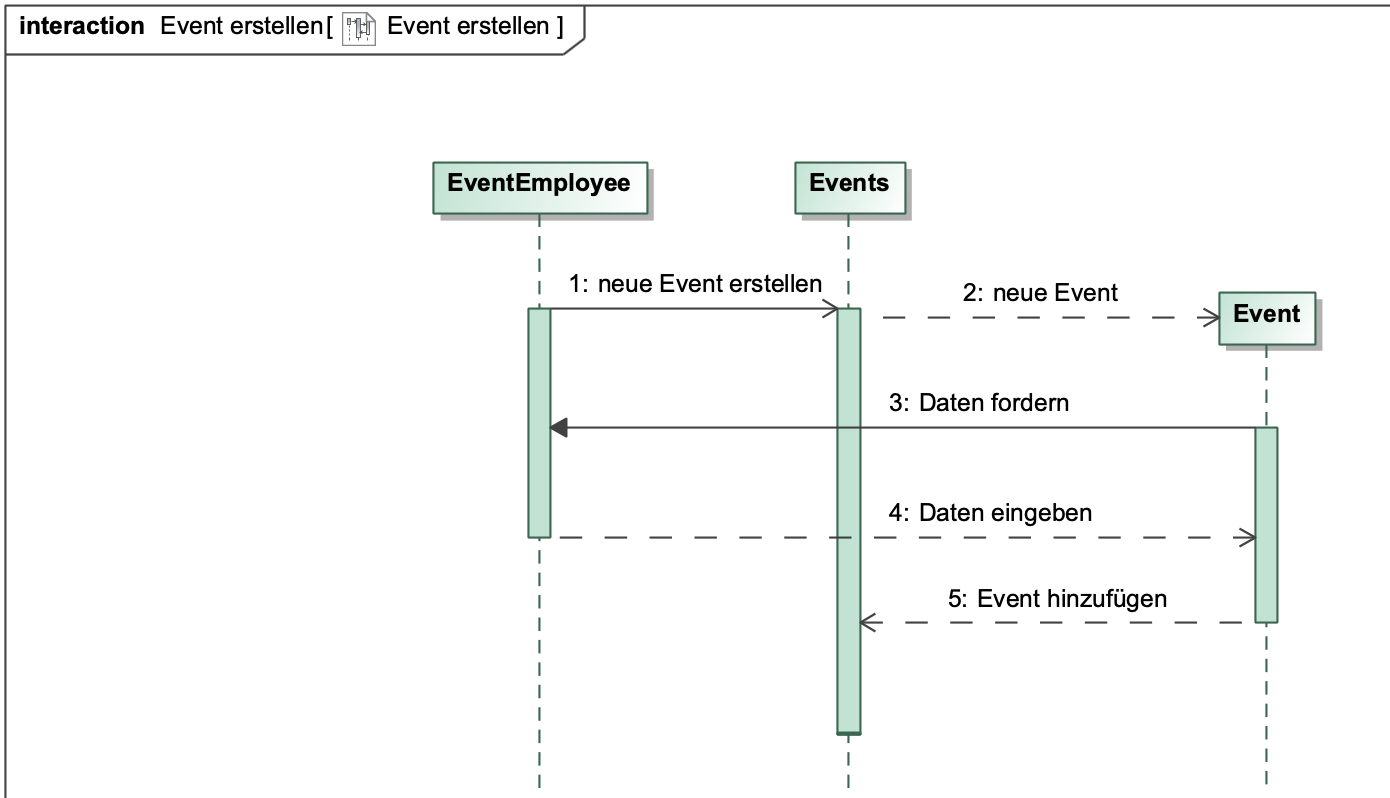 interaction Event erstellen[ Event erstellen ]
EventEmployee
Events
1: neue Event erstellen
2: neue Event
Event
3: Daten fordern
4: Daten eingeben
5: Event hinzufügen